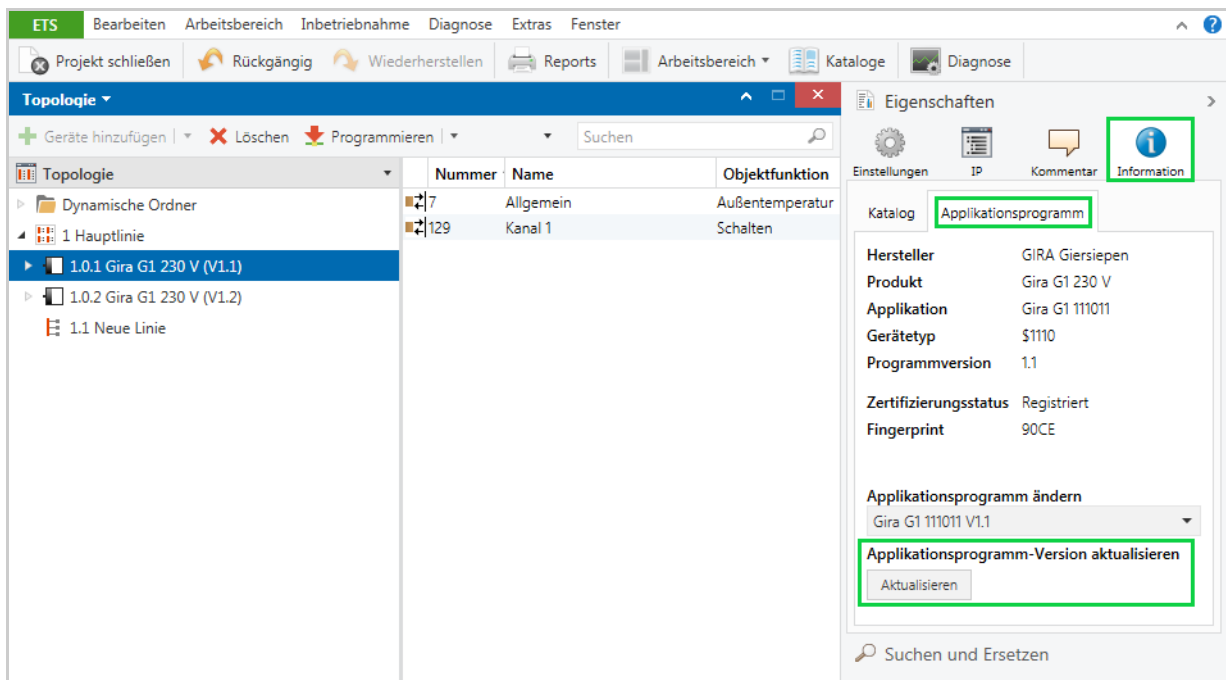 ETS Bearbeiten Arbeitsbereich Inbetriebnahme Diagnose Extras Fenster ?
Projekt schließen Rückgängig Wiederherstellen Reports Arbeitsbereich Kataloge Diagnose
Topologie
Geräte hinzufügen Löschen Programmieren Suchen
Topologie
Dynamische Ordner
1 Hauptlinie
1.0.1 Gira G1 230 V (V1.1)
1.0.2 Gira G1 230 V (V1.2)
1.1 Neue Linie
Nummer Name Objektfunktion
7 Allgemein Außentemperatur
129 Kanal 1 Schalten
Eigenschaften
Einstellungen IP Kommentar Information
Katalog Applikationsprogramm
Hersteller GIRA Giersiepen
Produkt Gira G1 230 V
Applikation Gira G1 111011
Gerätetyp $1110
Programmversion 1.1
Zertifizierungsstatus Registriert
Fingerprint 90CE
Applikationsprogramm ändern
Gira G1 111011 V1.1
Applikationsprogramm-Version aktualisieren
Aktualisieren
Suchen und Ersetzen